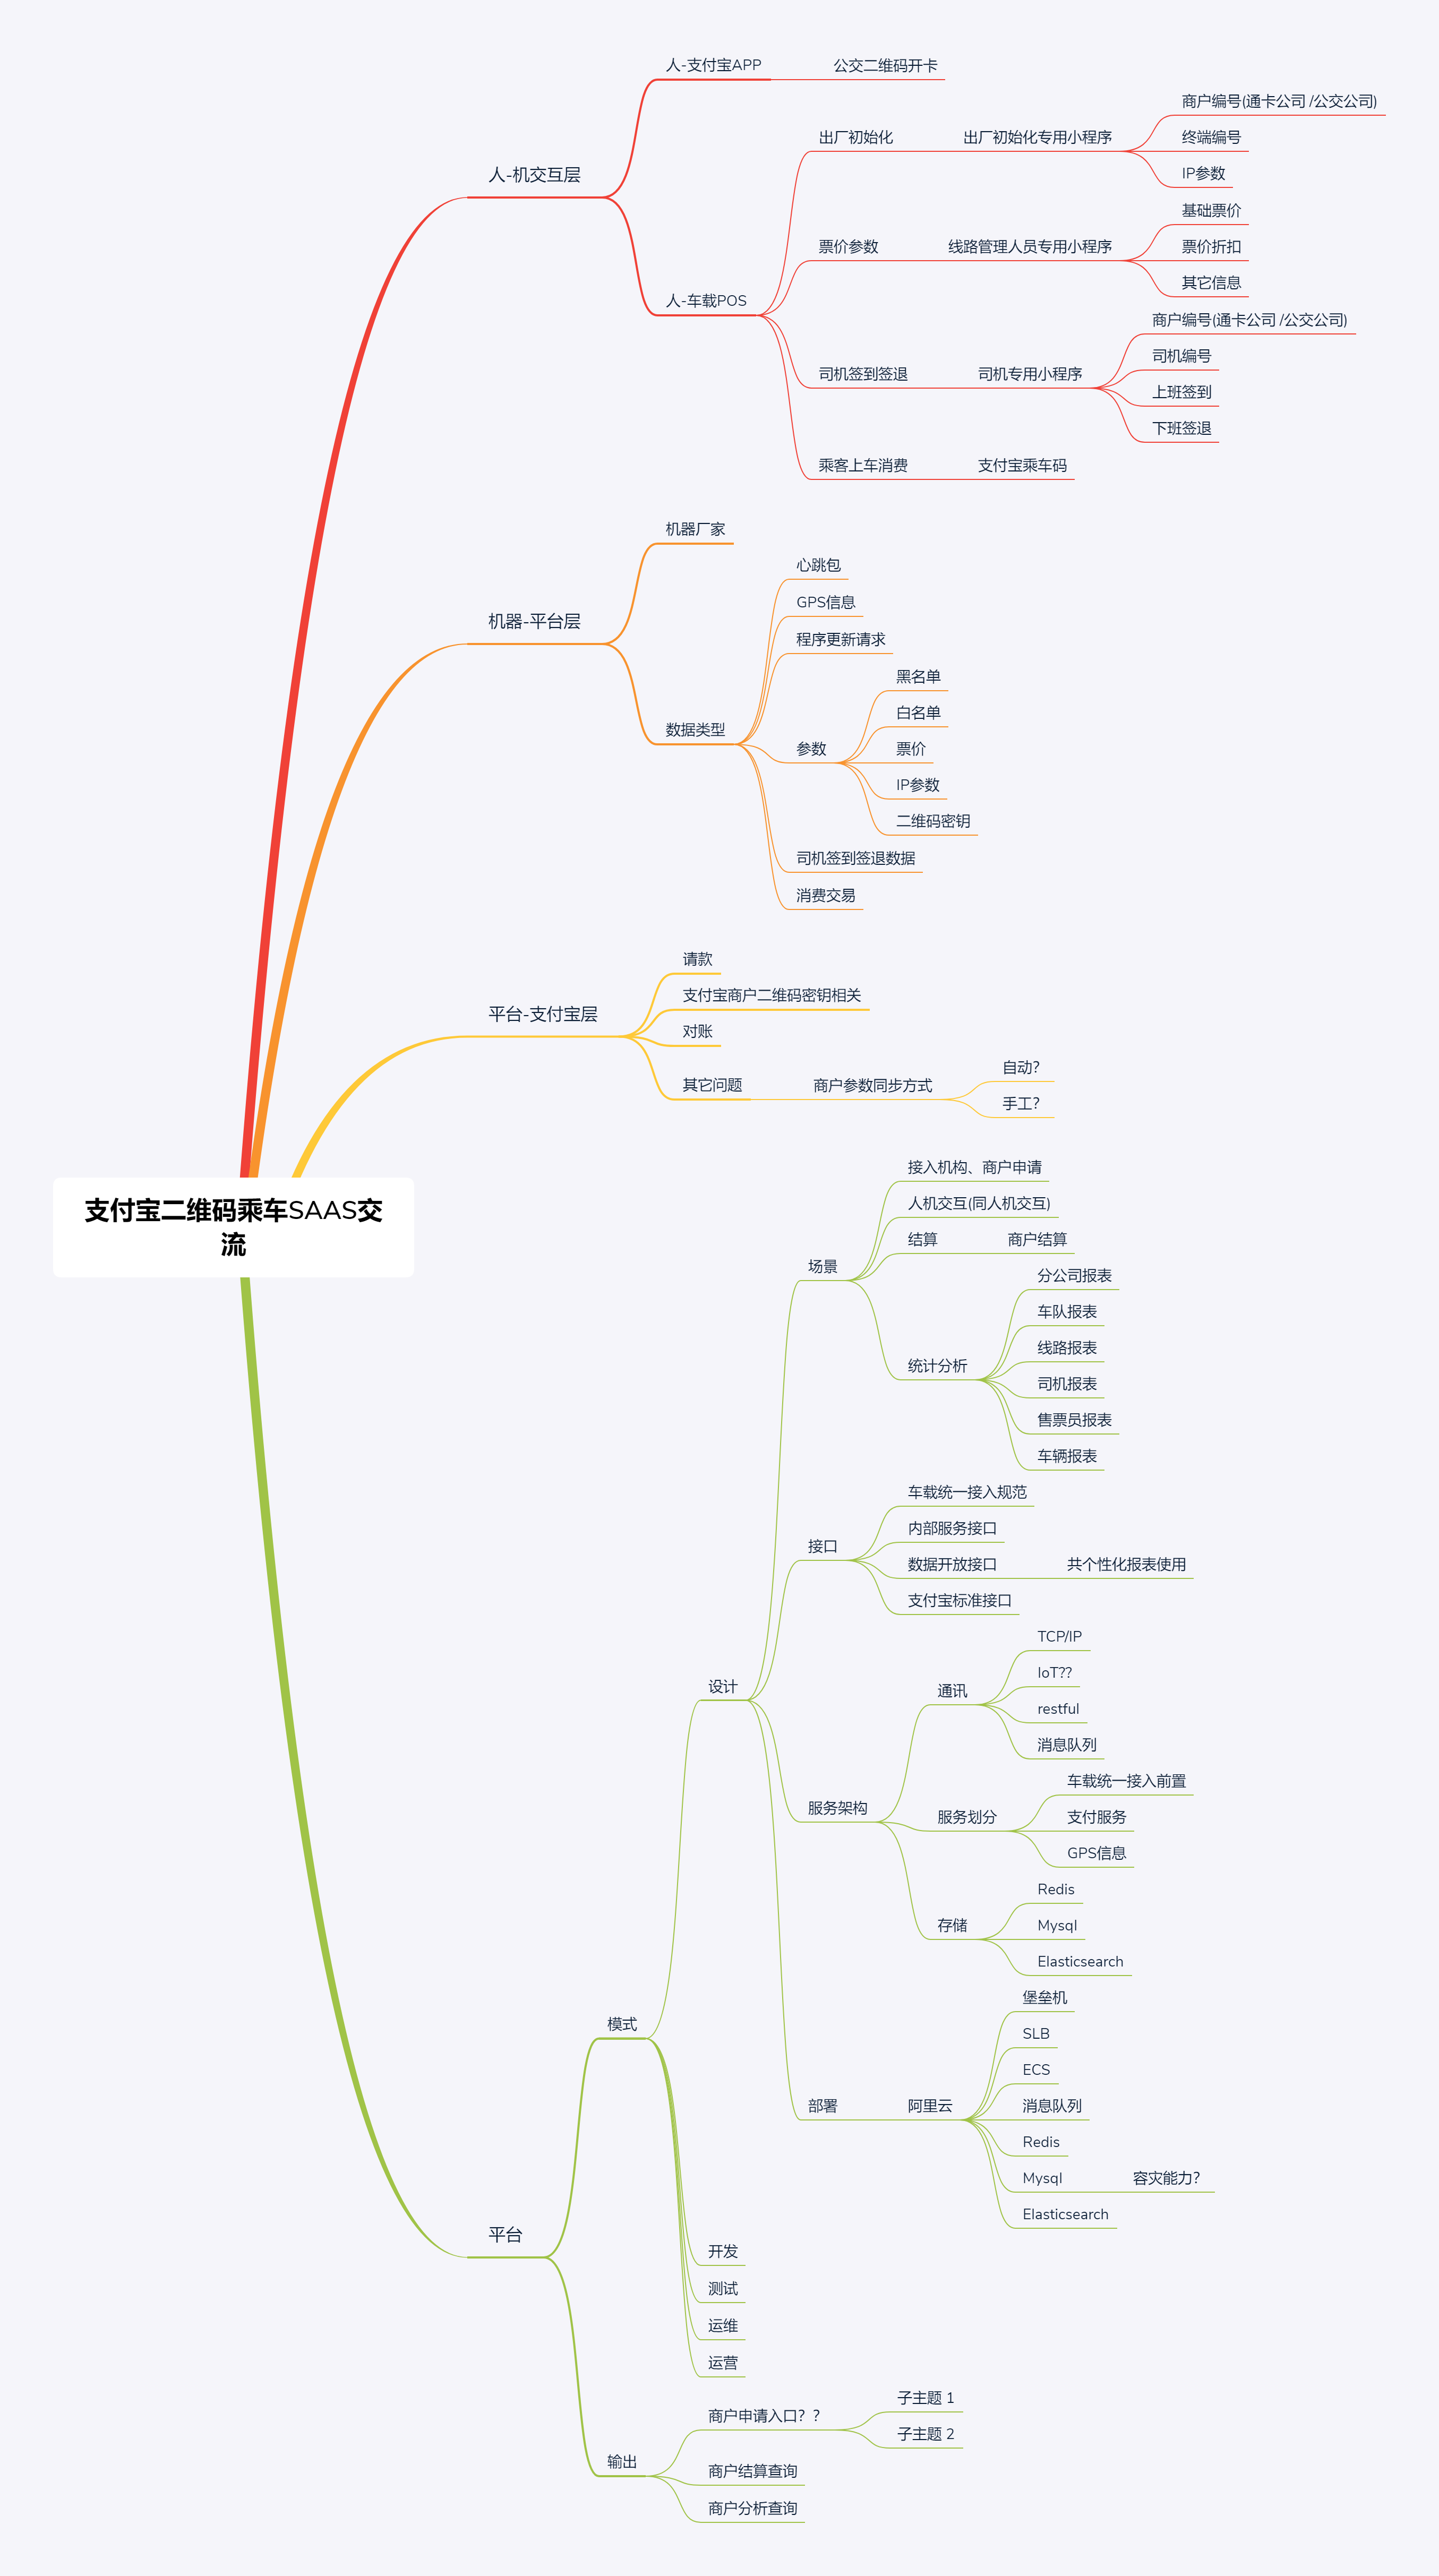 人-支付宝APP
公交二维码开卡
商户编号(通卡公司 /公交公司)
出厂初始化
出厂初始化专用小程序
终端编号
IP参数
人-机交互层
基础票价
票价参数
线路管理人员专用小程序
票价折扣
其它信息
人-车载POS
商户编号(通卡公司 /公交公司)
司机编号
司机签到签退
司机专用小程序
上班签到
下班签退
乘客上车消费
支付宝乘车码
机器厂家
心跳包
GPS信息
机器-平台层
程序更新请求
黑名单
白名单
数据类型
参数
票价
IP参数
二维码密钥
司机签到签退数据
消费交易
请款
支付宝商户二维码密钥相关
平台-支付宝层
对账
自动?
其它问题
商户参数同步方式
手工?
支付宝二维码乘车SAAS交
流
接入机构、商户申请
人机交互(同人机交互)
结算
商户结算
场景
分公司报表
车队报表
线路报表
统计分析
司机报表
售票员报表
车辆报表
车载统一接入规范
内部服务接口
接口
数据开放接口
共个性化报表使用
支付宝标准接口
TCP/IP
IoT??
设计
通讯
restful
消息队列
车载统一接入前置
服务架构
服务划分
支付服务
GPS信息
Redis
存储
Mysql
Elasticsearch
堡垒机
模式
SLB
ECS
部署
阿里云
消息队列
Redis
Mysql
容灾能力?
Elasticsearch
平台
开发
测试
运维
运营
子主题 1
商户申请入口? ?
子主题 2
输出
商户结算查询
商户分析查询